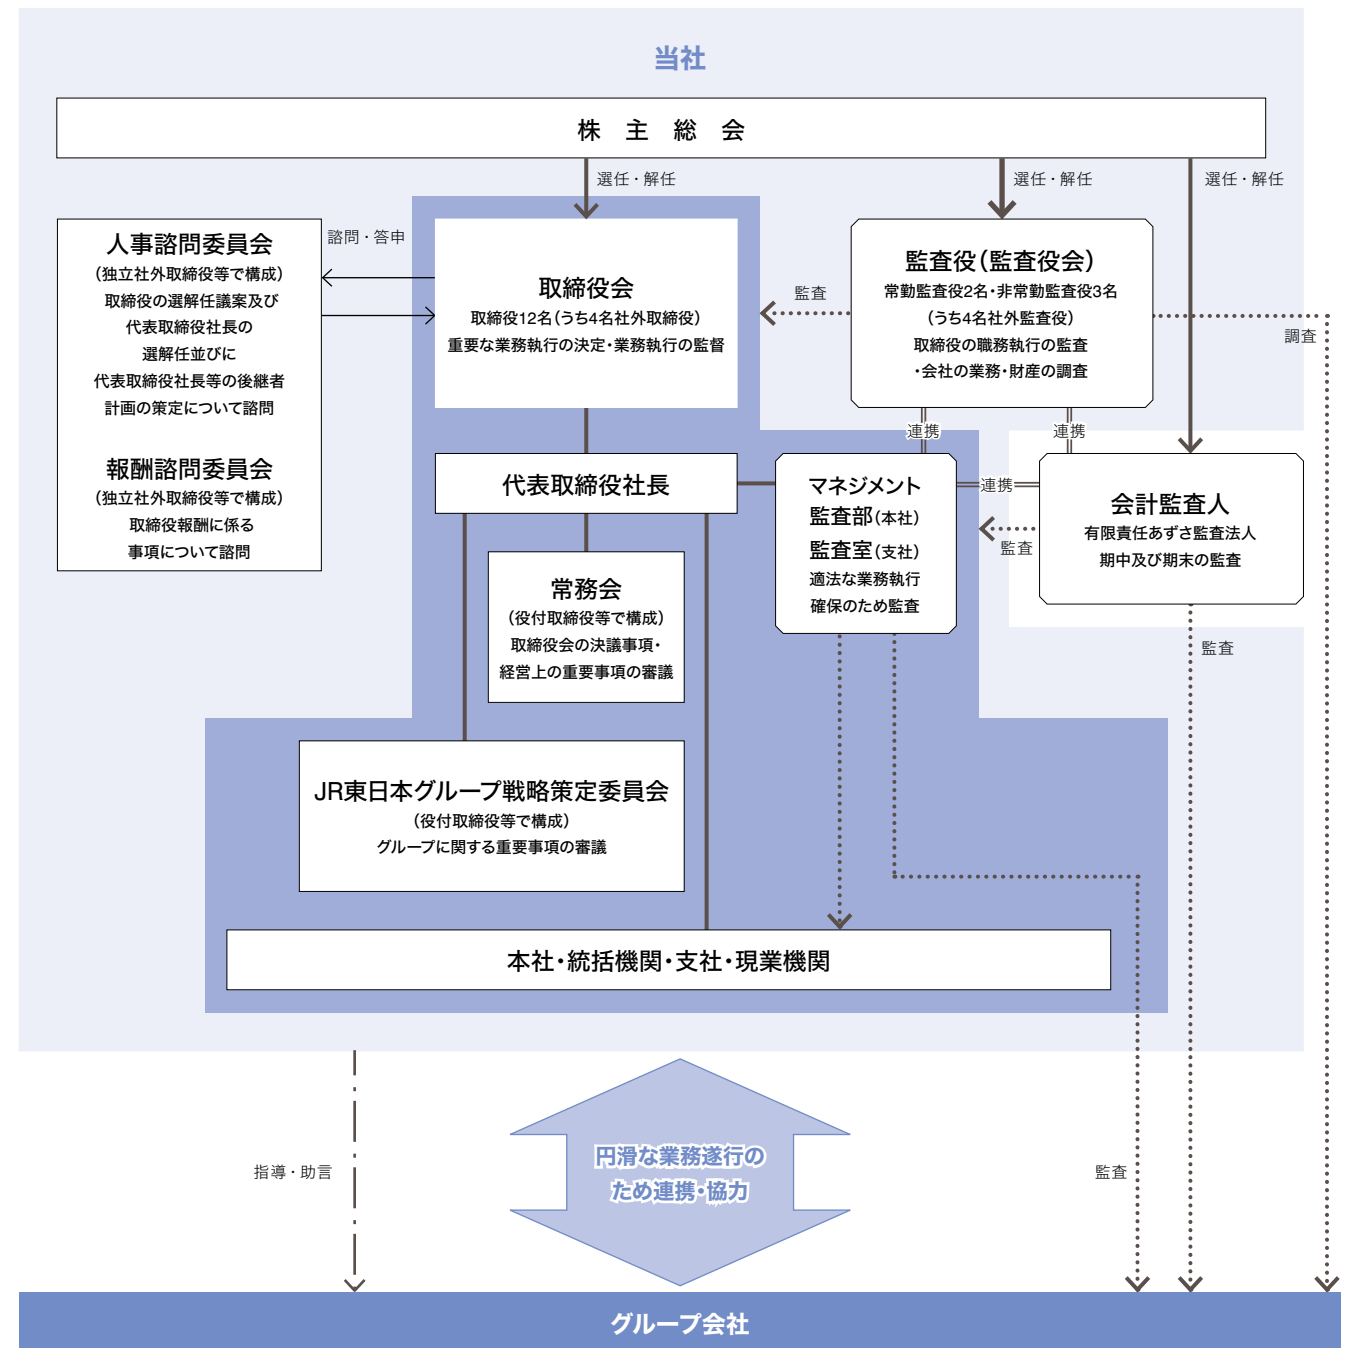 当社
株 主 総 会
選任・解任
選任・解任
選任・解任
人事諮問委員会
（独立社外取締役等で構成）
取締役の選解任議案及び
代表取締役社長の
選解任並びに
代表取締役社長等の後継者
計画の策定について諮問
報酬諮問委員会
（独立社外取締役等で構成）
取締役報酬に係る
事項について諮問
諮問・答申
取締役会
取締役12名（うち4名社外取締役）
重要な業務執行の決定・業務執行の監督
監査
監査役（監査役会）
常勤監査役2名・非常勤監査役3名
（うち4名社外監査役）
取締役の職務執行の監査
・会社の業務・財産の調査
調査
連携
連携
代表取締役社長
マネジメント
監査部（本社）
監査室（支社）
適法な業務執行
確保のため監査
連携
監査
会計監査人
有限責任あずさ監査法人
期中及び期末の監査
監査
常務会
（役付取締役等で構成）
取締役会の決議事項・
経営上の重要事項の審議
JR東日本グループ戦略策定委員会
（役付取締役等で構成）
グループに関する重要事項の審議
本社・統括機関・支社・現業機関
指導・助言
円滑な業務遂行の
ため連携・協力
監査
グループ会社